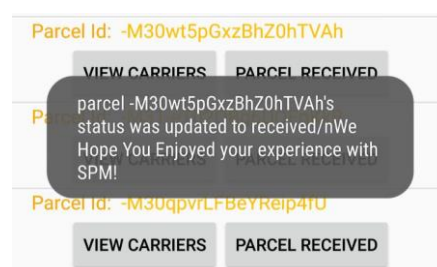 Parcel Id: -M30wt5pGxzBhZ0hTVAh
VIEW CARRIERS PARCEL RECEIVED
parcel -M30wt5pGxzBhZ0hTVAh's
status was updated to received/nWe
Hope You Enjoyed your experience with
SPM!
Parcel Id: -M30qpvrLFBeYReip4fU
VIEW CARRIERS PARCEL RECEIVED